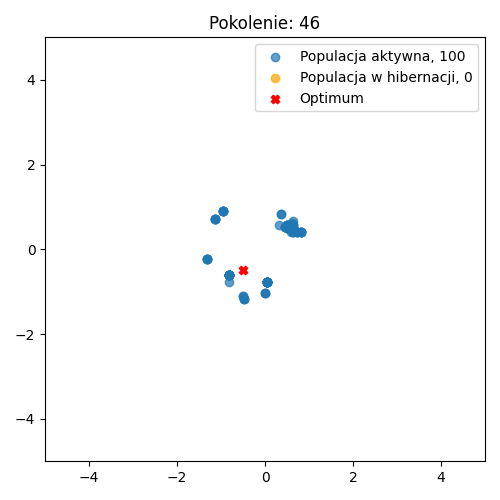 Pokolenie: 46
Populacja aktywna, 100
Populacja w hibernacji, 0
Optimum
4
2
0
−2
−4
−4 −2 0 2 4